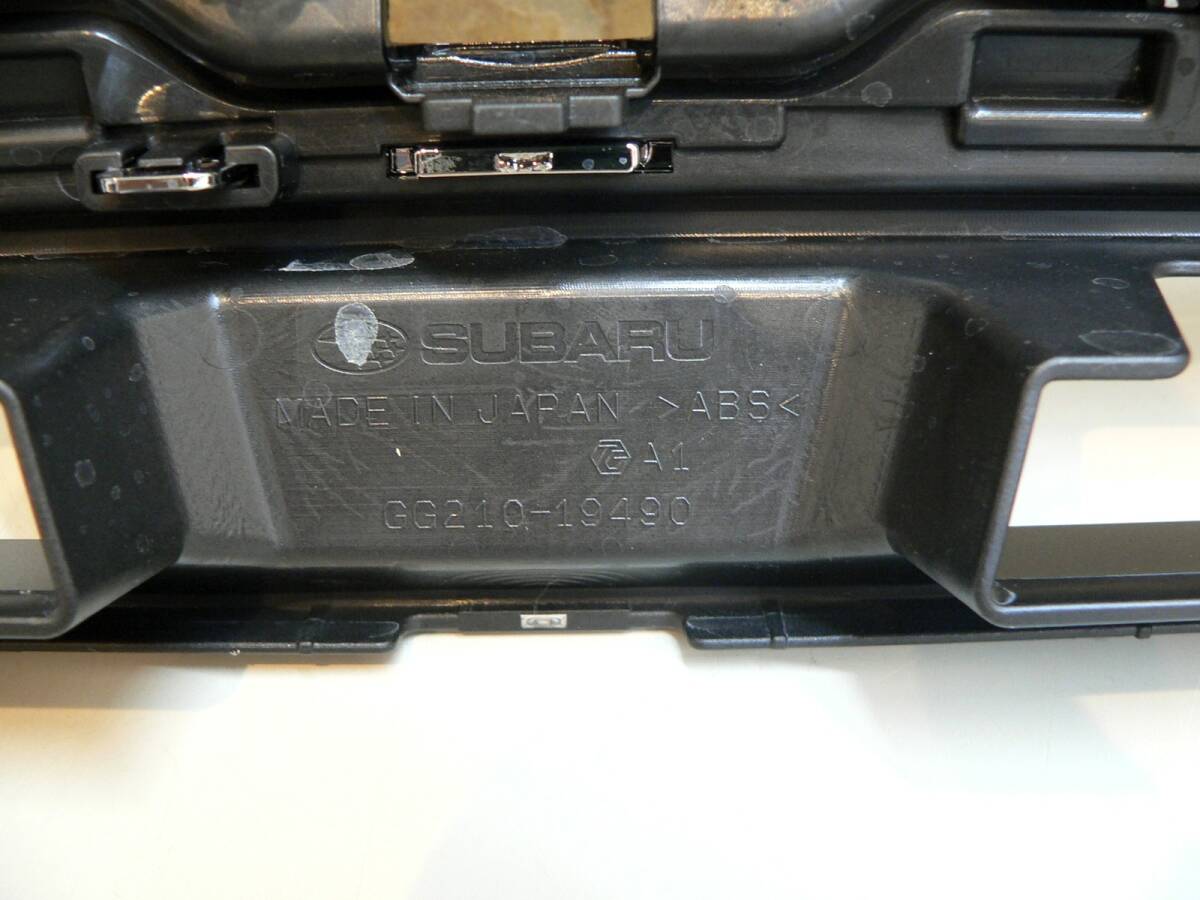 SUBARU
MADE IN JAPAN >ABS<
A1
GG210-19490